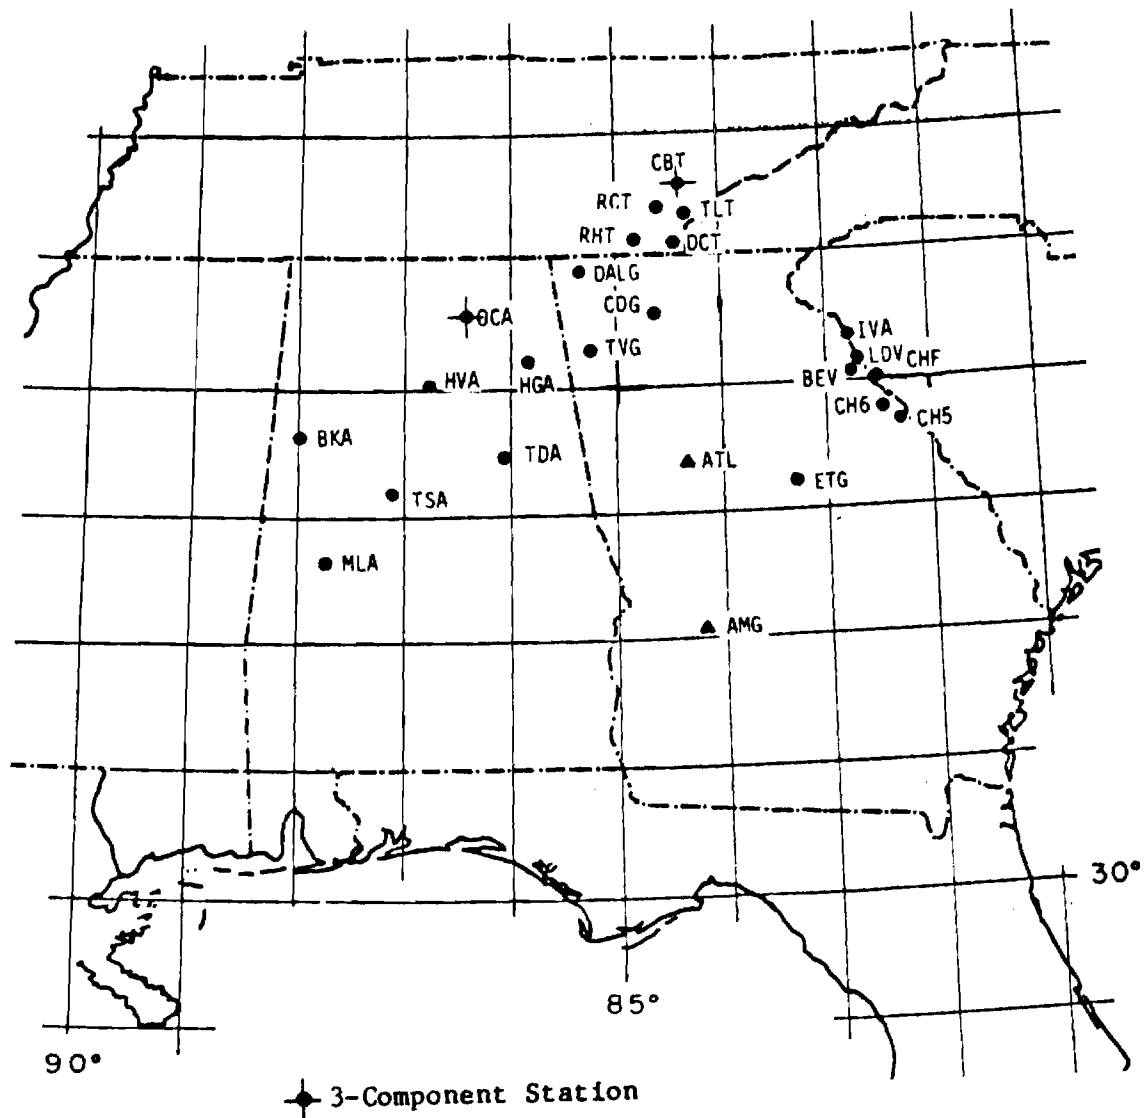 CBT
RCT
TLT
RHT
DCT
DALG
CDG
OCA
IVA
TVG
LDV
CHF
HGA
BEV
HVA
CH6
CH5
BKA
TDA
ATL
ETG
TSA
MLA
AMG
30°
85°
90°
3-Component Station